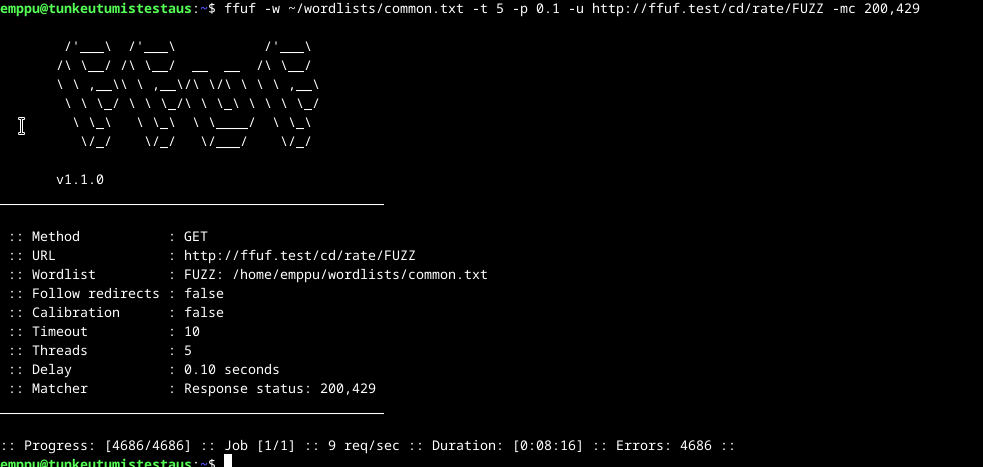 emppu@tunkeutumistestaus:~$ ffuf -w ~/wordlists/common.txt -t 5 -p 0.1 -u http://ffuf.test/cd/rate/FUZZ -mc 200,429
        /'___\  /'___\           /'___\
       /\ \__/ /\ \__/  __  __  /\ \__/
       \ \ ,__\\ \ ,__\/\ \/\ \ \ \ ,__\
        \ \ \_/ \ \ \_/\ \ \_\ \ \ \ \_/
         \ \_\   \ \_\  \ \____/  \ \_\
          \/_/    \/_/   \/___/    \/_/
v1.1.0
________________________________________________
:: Method           : GET
:: URL              : http://ffuf.test/cd/rate/FUZZ
:: Wordlist         : FUZZ: /home/emppu/wordlists/common.txt
:: Follow redirects : false
:: Calibration      : false
:: Timeout          : 10
:: Threads          : 5
:: Delay            : 0.10 seconds
:: Matcher          : Response status: 200,429
________________________________________________
:: Progress: [4686/4686] :: Job [1/1] :: 9 req/sec :: Duration: [0:08:16] :: Errors: 4686 ::
emppu@tunkeutumistestaus:~$